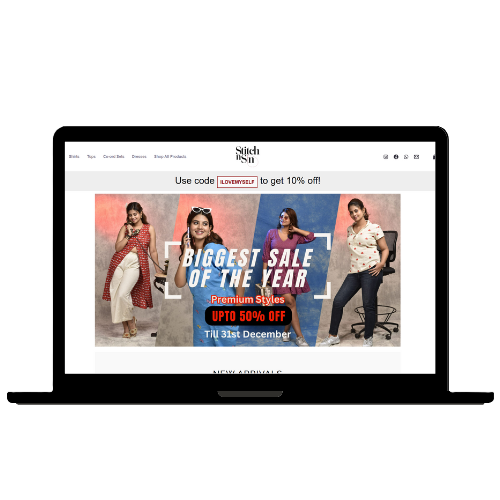 Shirts Tops Co-ord Sets Dresses Shop All Products
Stitch
n Sin
Use code ILOVEMYSELF to get 10% off!
BIGGEST SALE
OF THE YEAR
Premium Styles
UPTO 50% OFF
Till 31st December
NEW ARRIVALS